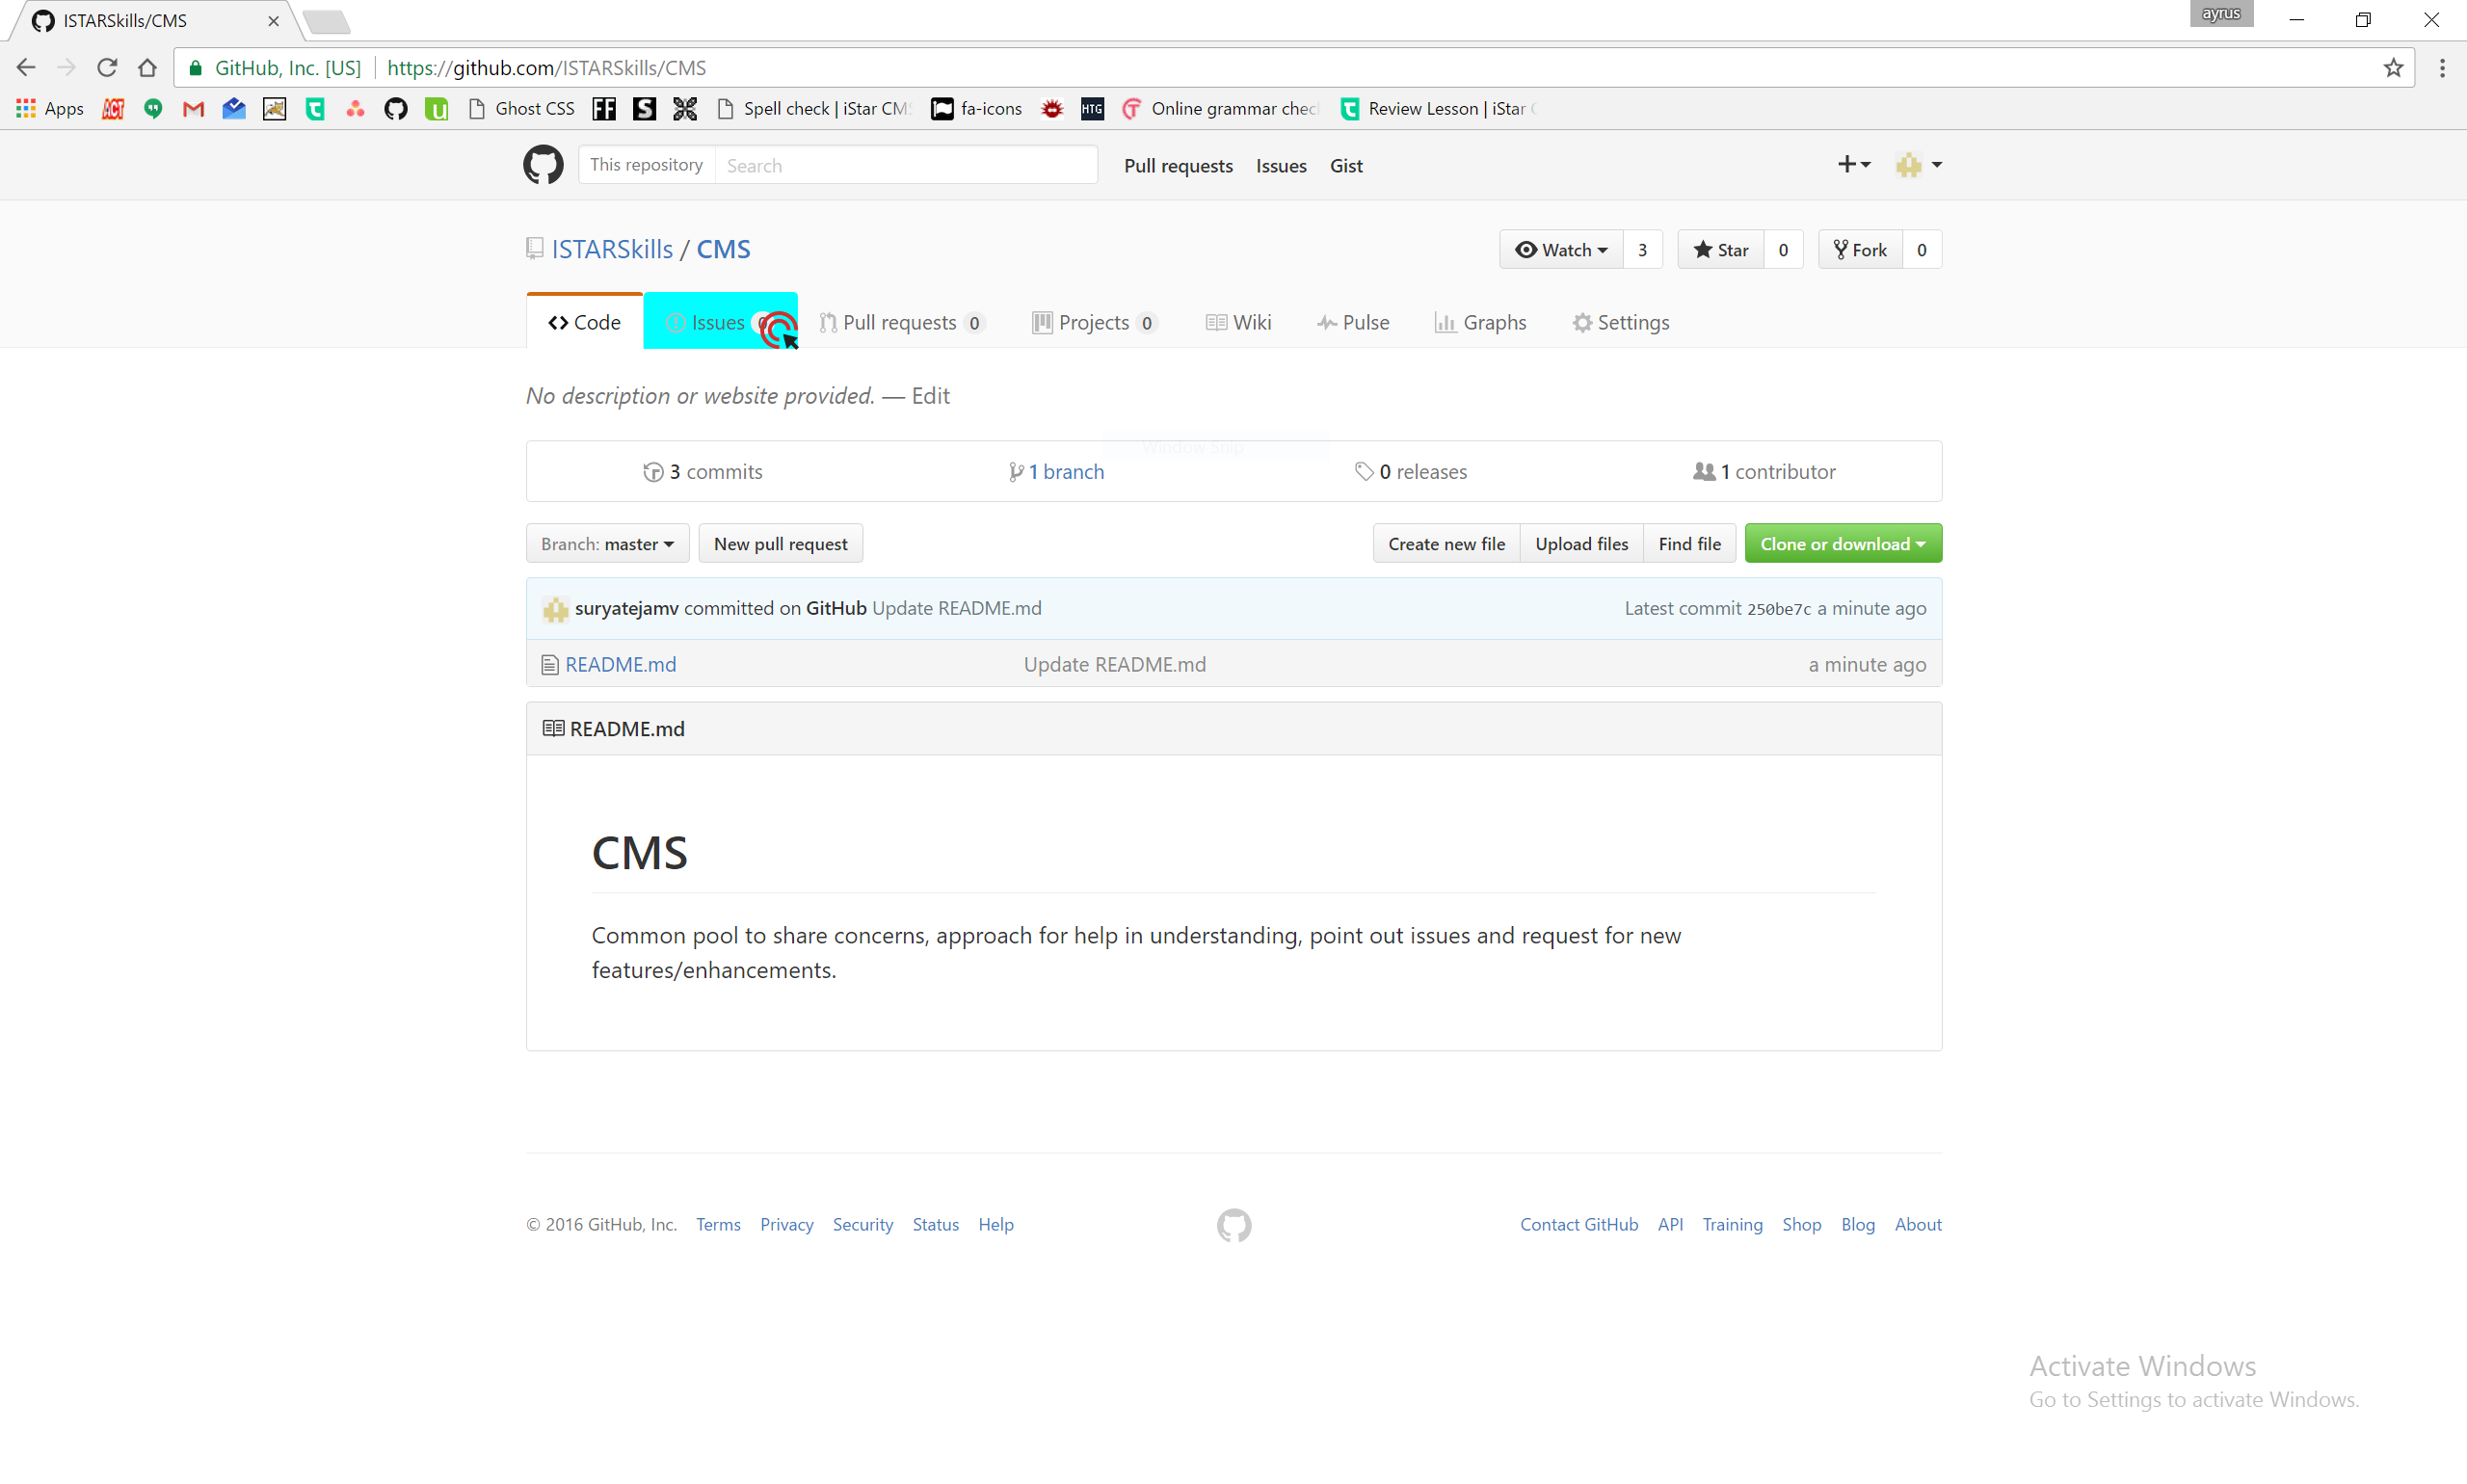 ISTARSkills/CMS
ayrus
GitHub, Inc. [US] https://github.com/ISTARSkills/CMS
Apps ACT Ghost CSS FF S Spell check | iStar CM fa-icons HTG Online grammar chec Review Lesson | iStar
This repository Search Pull requests Issues Gist
ISTARSkills / CMS Watch 3 Star 0 Fork 0
Code Issues 0 Pull requests 0 Projects 0 Wiki Pulse Graphs Settings
No description or website provided. — Edit
Window Snip
3 commits 1 branch 0 releases 1 contributor
Branch: master New pull request Create new file Upload files Find file Clone or download
suryatejamv committed on GitHub Update README.md Latest commit 250be7c a minute ago
README.md Update README.md a minute ago
README.md
CMS
Common pool to share concerns, approach for help in understanding, point out issues and request for new
features/enhancements.
© 2016 GitHub, Inc. Terms Privacy Security Status Help Contact GitHub API Training Shop Blog About
Activate Windows
Go to Settings to activate Windows.